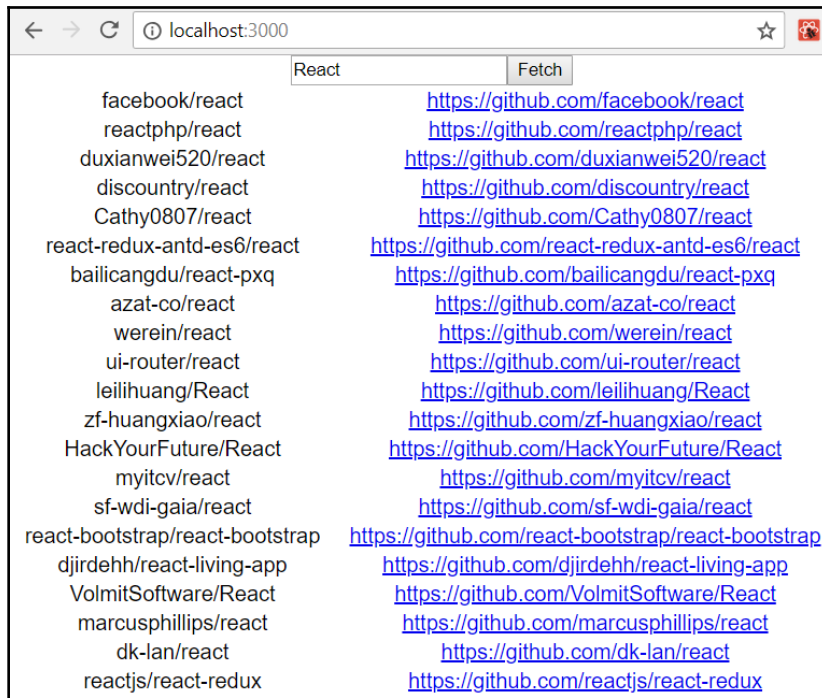 localhost:3000
React Fetch
facebook/react https://github.com/facebook/react
reactphp/react https://github.com/reactphp/react
duxianwei520/react https://github.com/duxianwei520/react
discountry/react https://github.com/discountry/react
Cathy0807/react https://github.com/Cathy0807/react
react-redux-antd-es6/react https://github.com/react-redux-antd-es6/react
bailicangdu/react-pxq https://github.com/bailicangdu/react-pxq
azat-co/react https://github.com/azat-co/react
werein/react https://github.com/werein/react
ui-router/react https://github.com/ui-router/react
leilihuang/React https://github.com/leilihuang/React
zf-huangxiao/react https://github.com/zf-huangxiao/react
HackYourFuture/React https://github.com/HackYourFuture/React
myitcv/react https://github.com/myitcv/react
sf-wdi-gaia/react https://github.com/sf-wdi-gaia/react
react-bootstrap/react-bootstrap https://github.com/react-bootstrap/react-bootstrap
djirdehh/react-living-app https://github.com/djirdehh/react-living-app
VolmitSoftware/React https://github.com/VolmitSoftware/React
marcusphillips/react https://github.com/marcusphillips/react
dk-lan/react https://github.com/dk-lan/react
reactjs/react-redux https://github.com/reactjs/react-redux